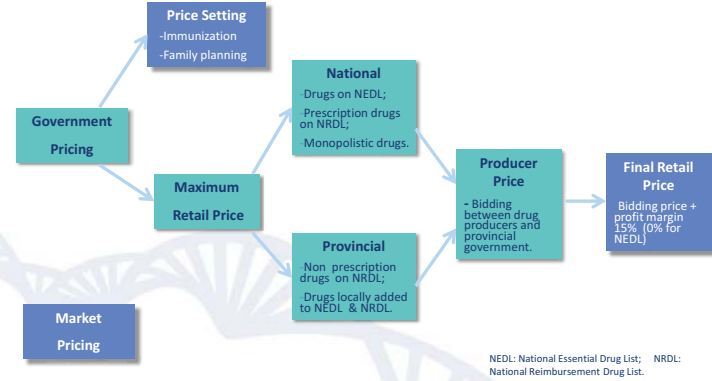 Price Setting
-Immunization
-Family planning
Government
Pricing
National
-Drugs on NEDL;
-Prescription drugs
on NRDL;
-Monopolistic drugs.
Maximum
Retail Price
Provincial
-Non prescription
drugs on NRDL;
-Drugs locally added
to NEDL & NRDL.
Producer
Price
- Bidding
between drug
producers and
provincial
government.
Final Retail
Price
Bidding price +
profit margin
15% (0% for
NEDL)
Market
Pricing
NEDL: National Essential Drug List; NRDL:
National Reimbursement Drug List.